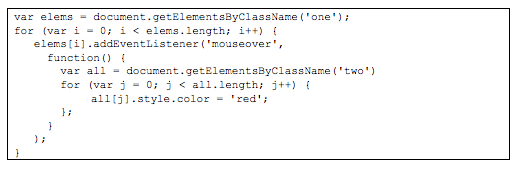 var elems = document.getElementsByClassName('one');
for (var i = 0; i < elems.length; i++) {
elems[i].addEventListener('mouseover',
function() {
var all = document.getElementsByClassName('two')
for (var j = 0; j < all.length; j++) {
all[j].style.color = 'red';
};
}
);
}